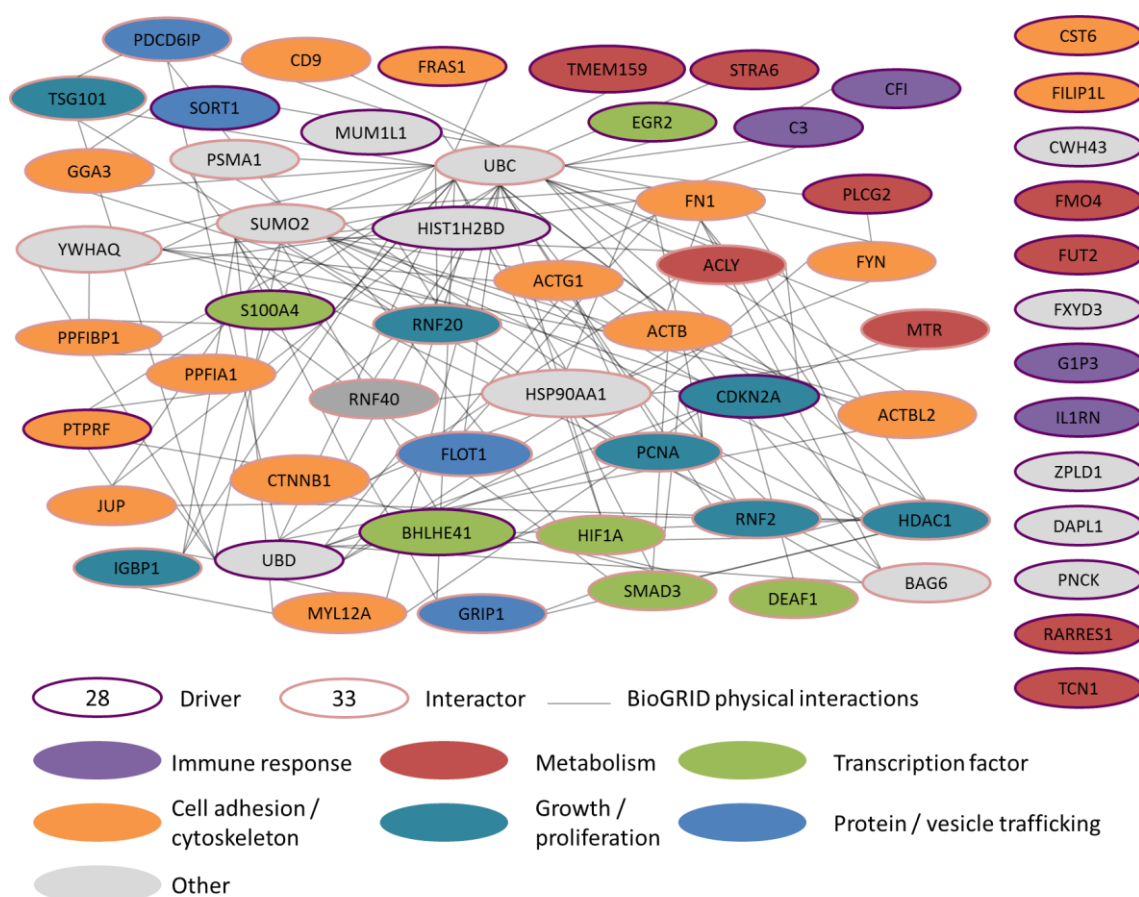 PDCD6IP
CD9
FRAS1
TMEM159
STRA6
CFI
CST6
TSG101
SORT1
MUM1L1
EGR2
C3
FILIP1L
GGA3
PSMA1
UBC
CWH43
SUMO2
HIST1H2BD
FN1
PLCG2
FMO4
YWHAQ
ACTG1
ACLY
FYN
FUT2
S100A4
RNF20
ACTB
MTR
FXYD3
PPFIBP1
PPFIA1
RNF40
HSP90AA1
CDKN2A
ACTBL2
G1P3
PTPRF
FLOT1
PCNA
IL1RN
JUP
CTNNB1
BHLHE41
HIF1A
RNF2
HDAC1
ZPLD1
IGBP1
UBD
SMAD3
DEAF1
BAG6
DAPL1
MYL12A
GRIP1
PNCK
RARRES1
TCN1
28 Driver 33 Interactor BioGRID physical interactions
Immune response Metabolism Transcription factor
Cell adhesion / Growth / Protein / vesicle trafficking
cytoskeleton proliferation
Other